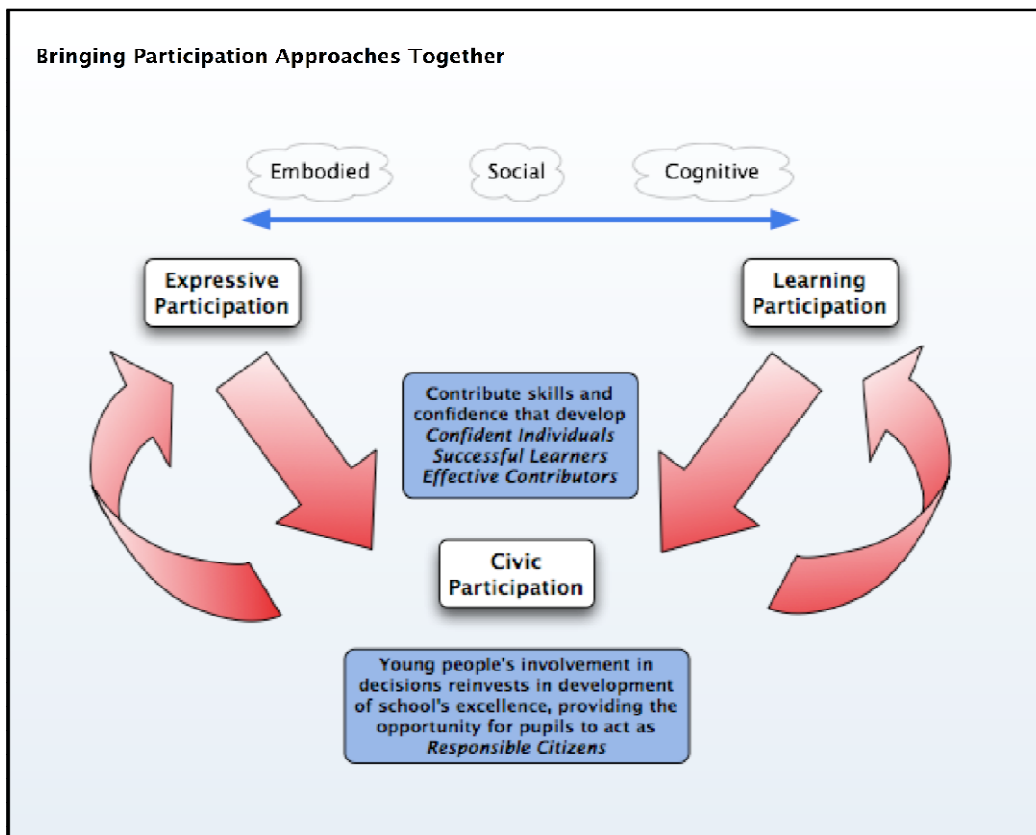 Bringing Participation Approaches Together
Embodied
Social
Cognitive
Expressive
Participation
Learning
Participation
Contribute skills and
confidence that develop
Confident Individuals
Successful Learners
Effective Contributors
Civic
Participation
Young people's involvement in
decisions reinvests in development
of school's excellence, providing the
opportunity for pupils to act as
Responsible Citizens